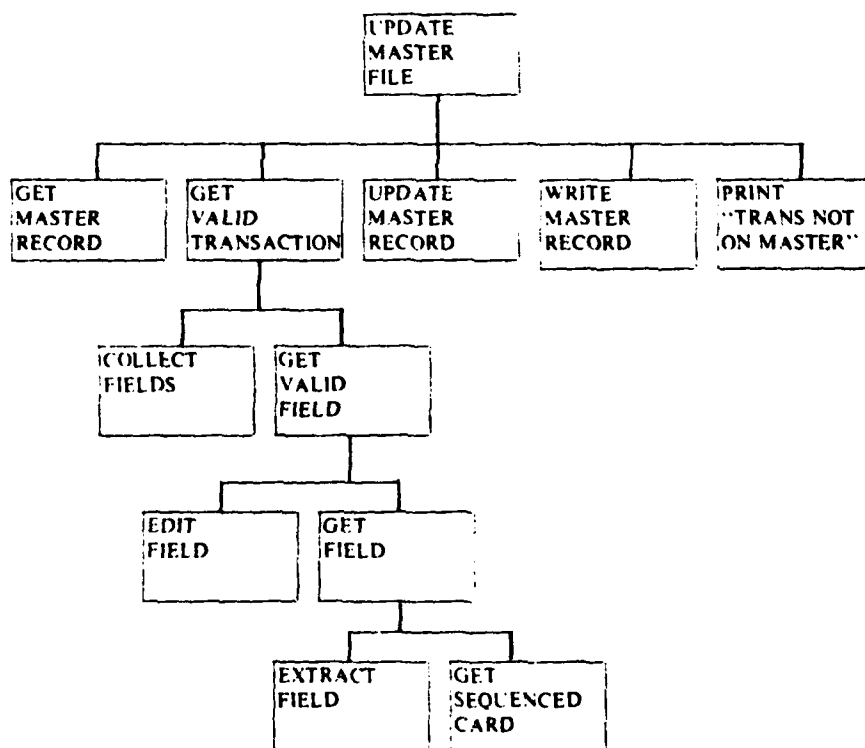 UPDATE
MASTER
FILE
GET
MASTER
RECORD
GET
VALID
TRANSACTION
UPDATE
MASTER
RECORD
WRITE
MASTER
RECORD
PRINT
"TRANS NOT
ON MASTER"
COLLECT
FIELDS
GET
VALID
FIELD
EDIT
FIELD
GET
FIELD
EXTRACT
FIELD
GET
SEQUENCED
CARD